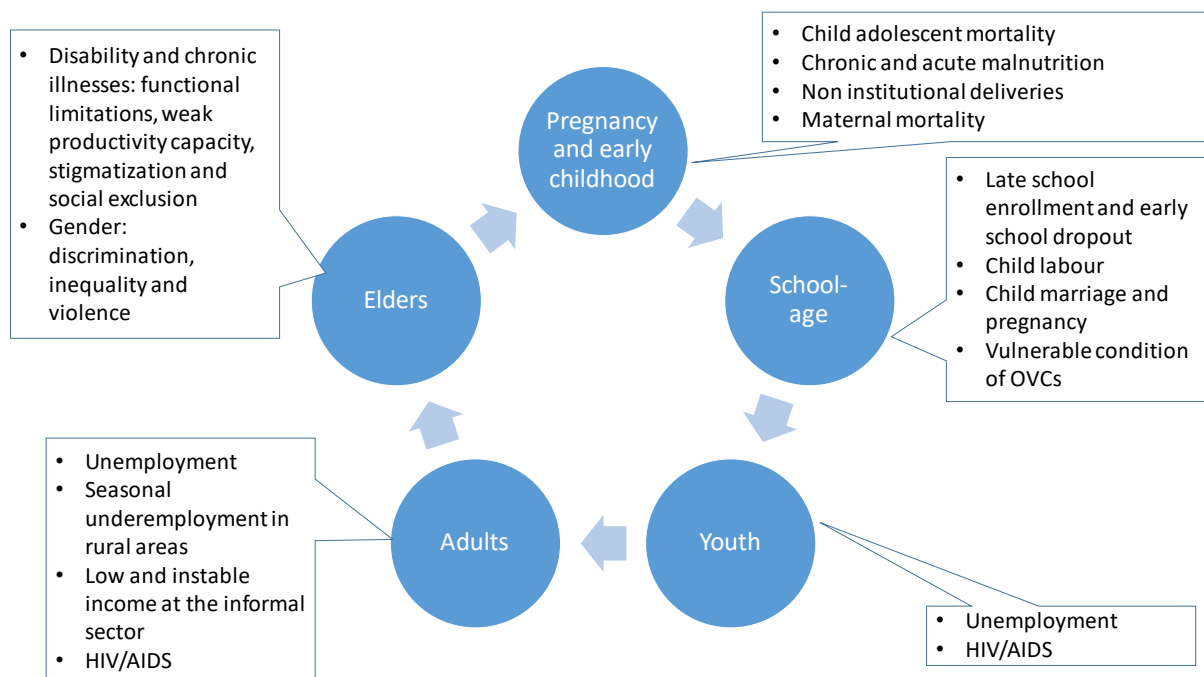 • Disability and chronic
illnesses: functional
limitations, weak
productivity capacity,
stigmatization and
social exclusion
• Gender:
discrimination,
inequality and
violence
Pregnancy
and early
childhood
• Child adolescent mortality
• Chronic and acute malnutrition
• Non institutional deliveries
• Maternal mortality
School-
age
• Late school
enrollment and early
school dropout
• Child labour
• Child marriage and
pregnancy
• Vulnerable condition
of OVCs
Elders
• Unemployment
• Seasonal
underemployment in
rural areas
• Low and instable
income at the informal
sector
• HIV/AIDS
Adults
Youth
• Unemployment
• HIV/AIDS